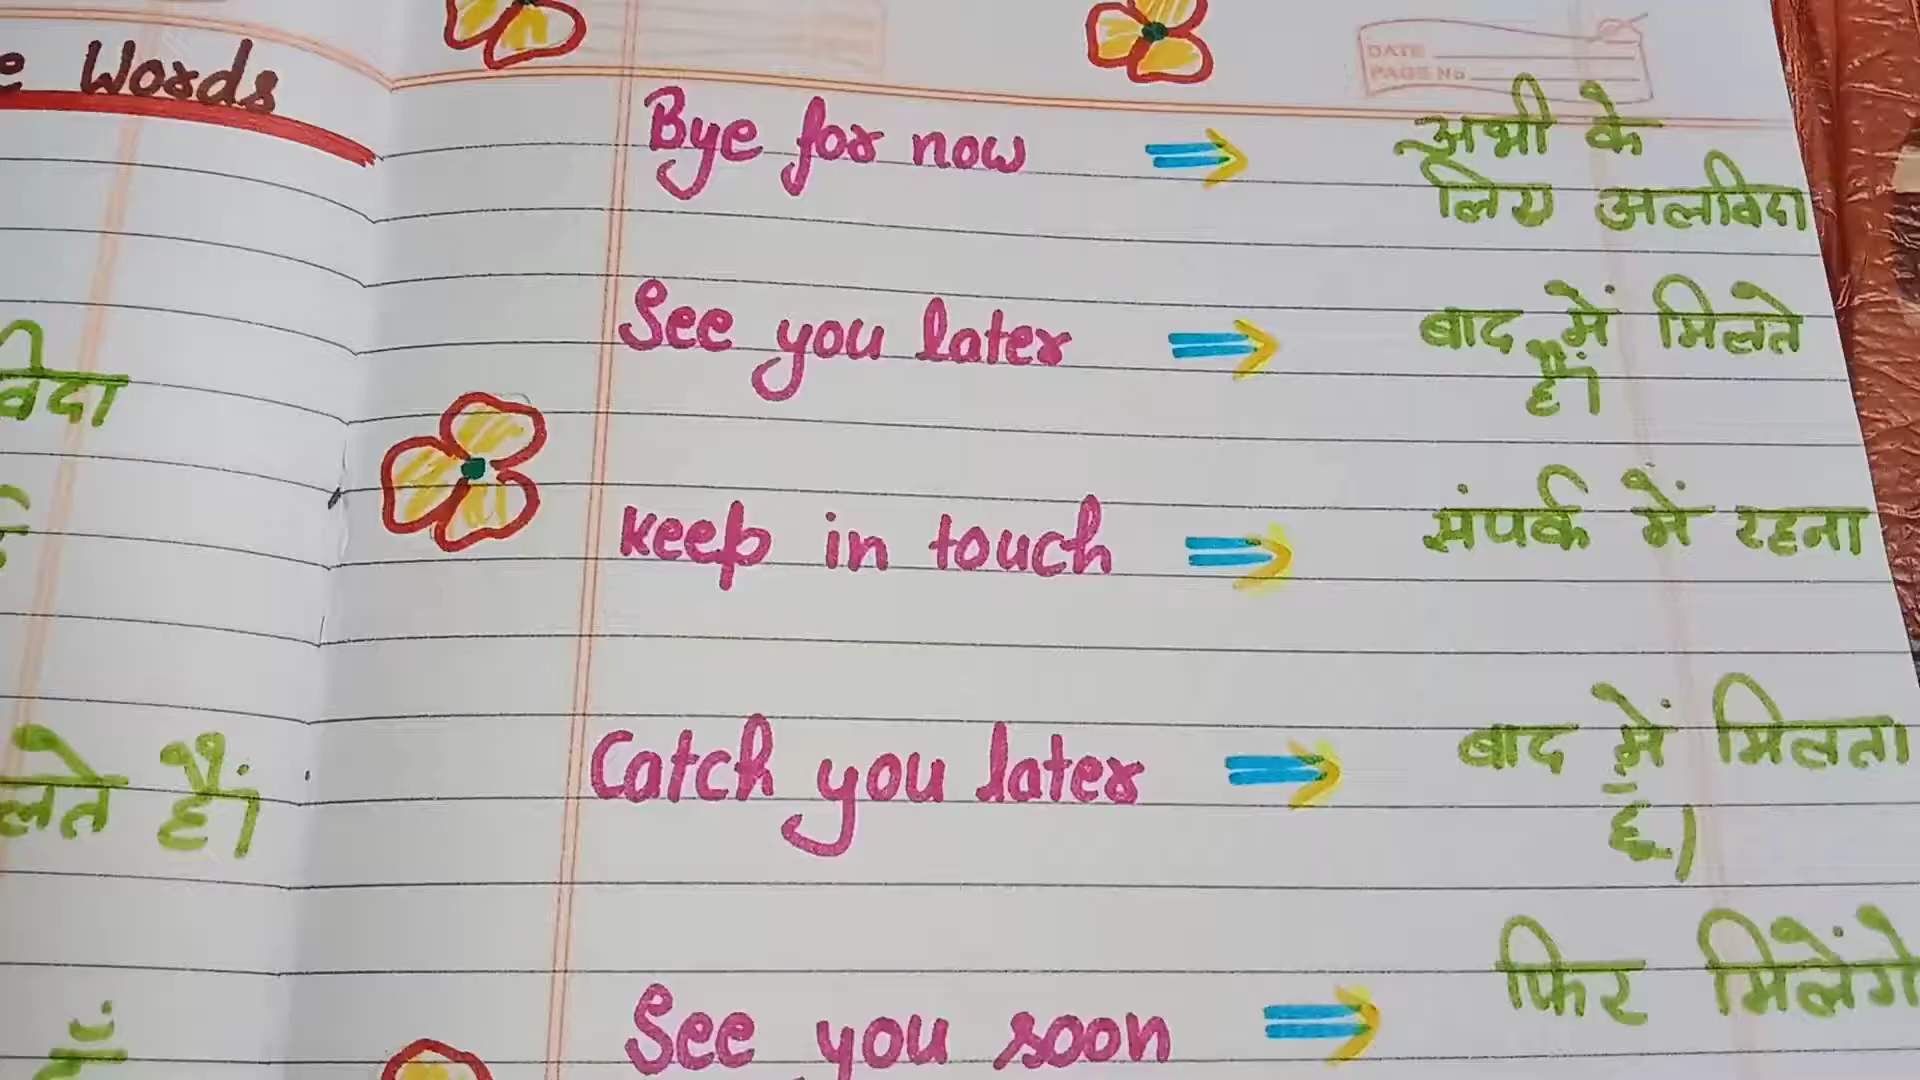 Words
DATE
PAGE No.
Bye for now ⇒ अभी के
लिए अलविदा
See you later ⇒ बाद में मिलते
हैं।
Keep in touch ⇒ संपर्क में रहना
Catch you later ⇒ बाद में मिलता
हूँ।
See you soon ⇒ फिर मिलेंगे
लते हैं।